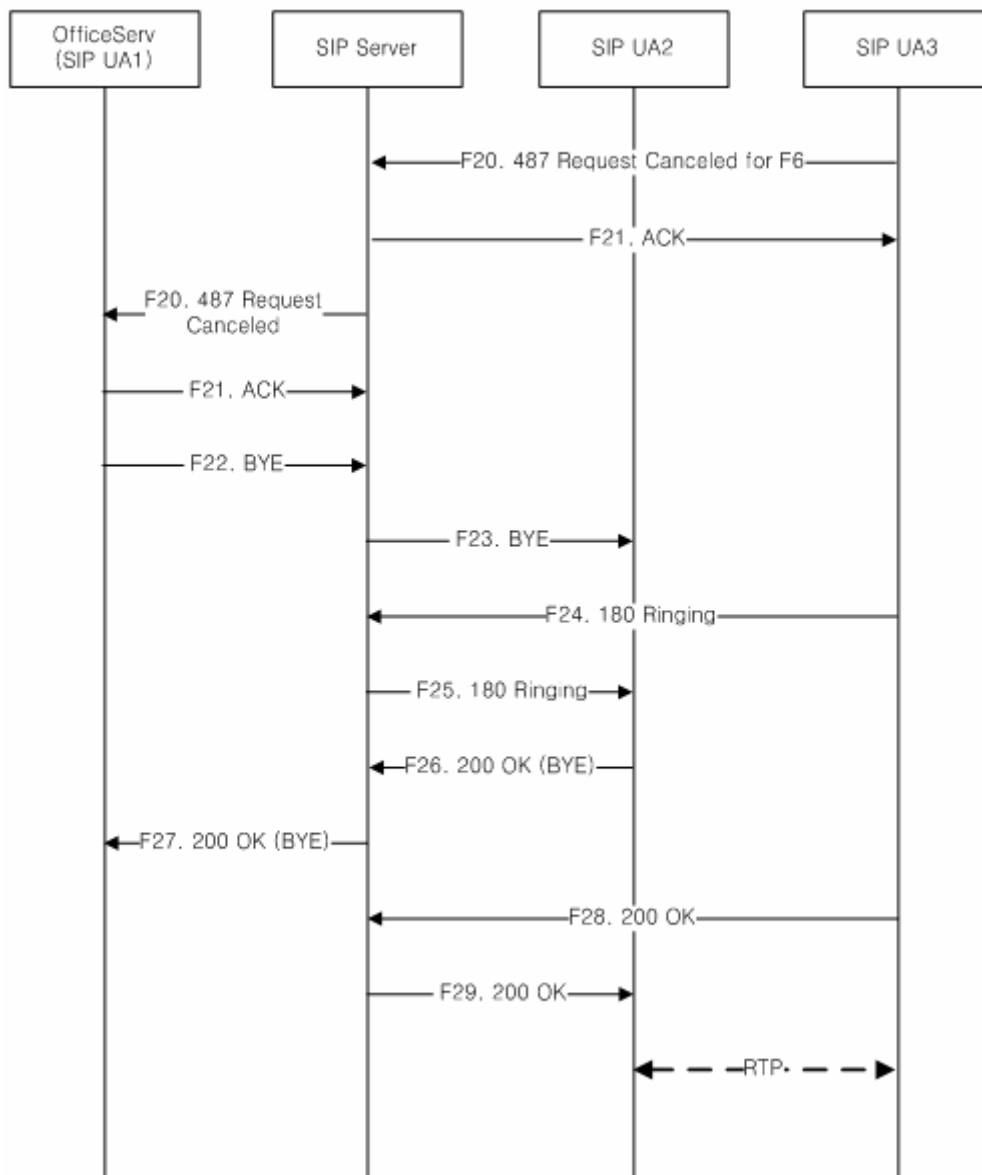 OfficeServ
(SIP UA1)
SIP Server
SIP UA2
SIP UA3
F20. 487 Request Canceled for F6
F21. ACK
F20. 487 Request
Canceled
F21. ACK
F22. BYE
F23. BYE
F24. 180 Ringing
F25. 180 Ringing
F26. 200 OK (BYE)
F27. 200 OK (BYE)
F28. 200 OK
F29. 200 OK
RTP